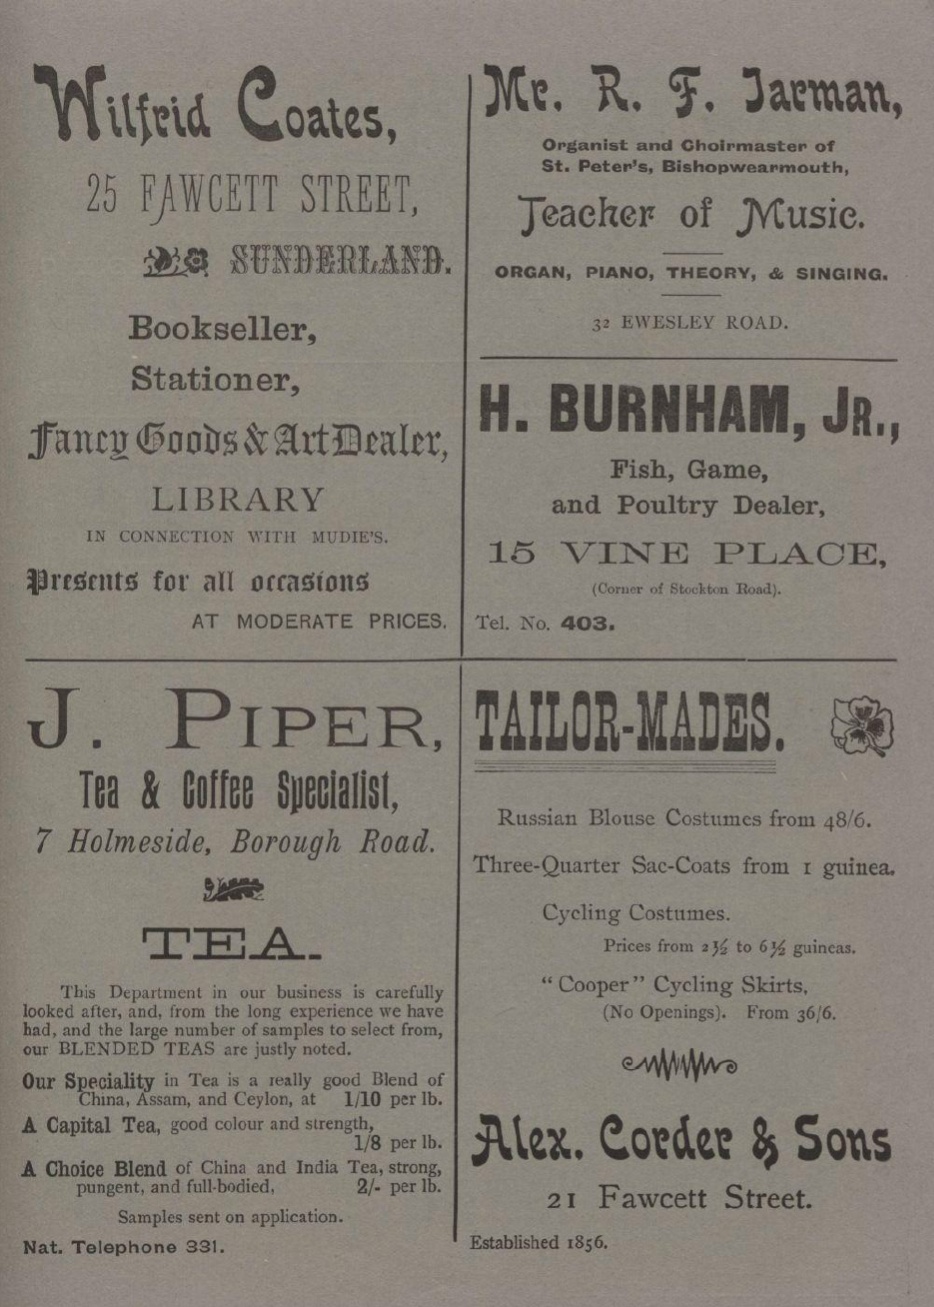 Wilfrid Coates,
25 FAWCETT STREET,
SUNDERLAND.
Bookseller,
Stationer,
Fancy Goods & Art Dealer,
LIBRARY
IN CONNECTION WITH MUDIE'S.
Presents for all occasions
AT MODERATE PRICES.
Mr. R. F. Jarman,
Organist and Choirmaster of
St. Peter's, Bishopwearmouth,
Teacher of Music.
ORGAN, PIANO, THEORY, & SINGING.
32 EWESLEY ROAD.
H. BURNHAM, JR.,
Fish, Game,
and Poultry Dealer,
15 VINE PLACE,
(Corner of Stockton Road).
Tel. No. 403.
J. PIPER,
Tea & Coffee Specialist,
7 Holmeside, Borough Road.
TEA.
This Department in our business is carefully
looked after, and, from the long experience we have
had, and the large number of samples to select from,
our BLENDED TEAS are justly noted.
Our Speciality in Tea is a really good Blend of
China, Assam, and Ceylon, at 1/10 per lb.
A Capital Tea, good colour and strength,
1/8 per lb.
A Choice Blend of China and India Tea, strong,
pungent, and full-bodied, 2/- per lb.
Samples sent on application.
Nat. Telephone 331.
TAILOR-MADES.
Russian Blouse Costumes from 48/6.
Three-Quarter Sac-Coats from 1 guinea.
Cycling Costumes.
Prices from 2½ to 6½ guineas.
"Cooper" Cycling Skirts,
(No Openings). From 36/6.
Alex. Corder & Sons
21 Fawcett Street.
Established 1856.